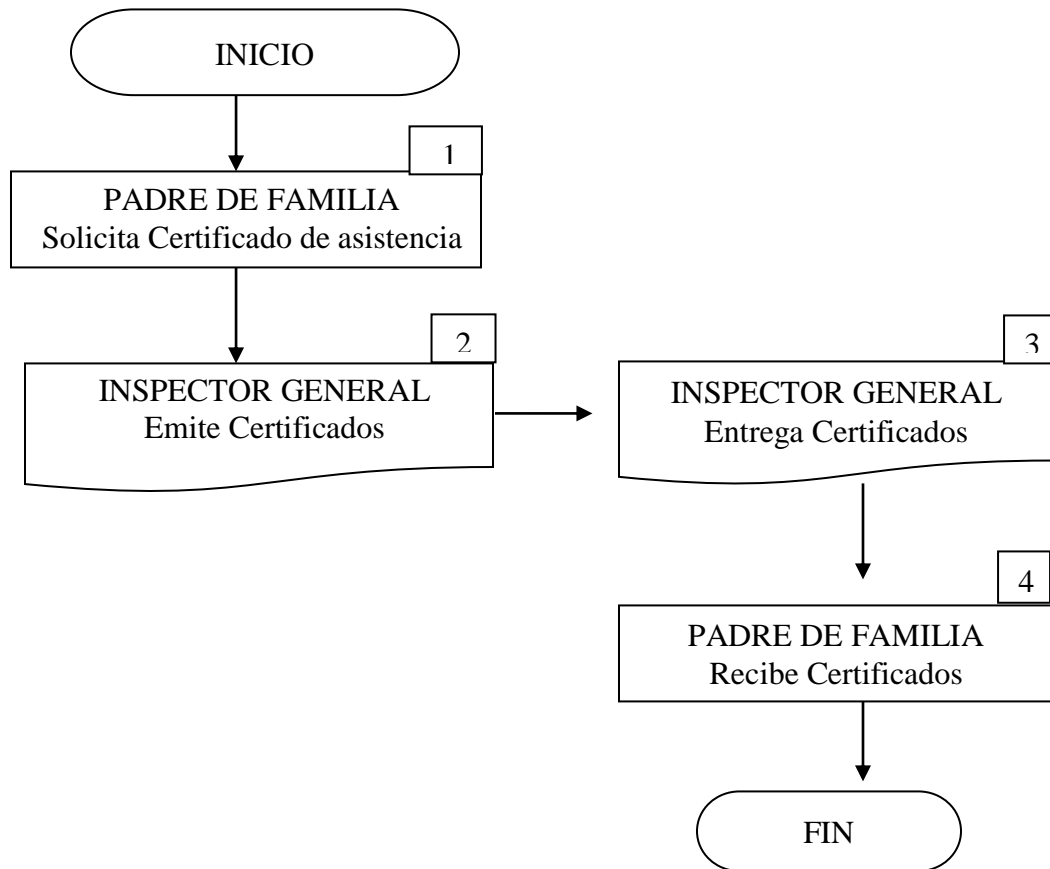 INICIO
1
PADRE DE FAMILIA
Solicita Certificado de asistencia
2
INSPECTOR GENERAL
Emite Certificados
3
INSPECTOR GENERAL
Entrega Certificados
4
PADRE DE FAMILIA
Recibe Certificados
FIN